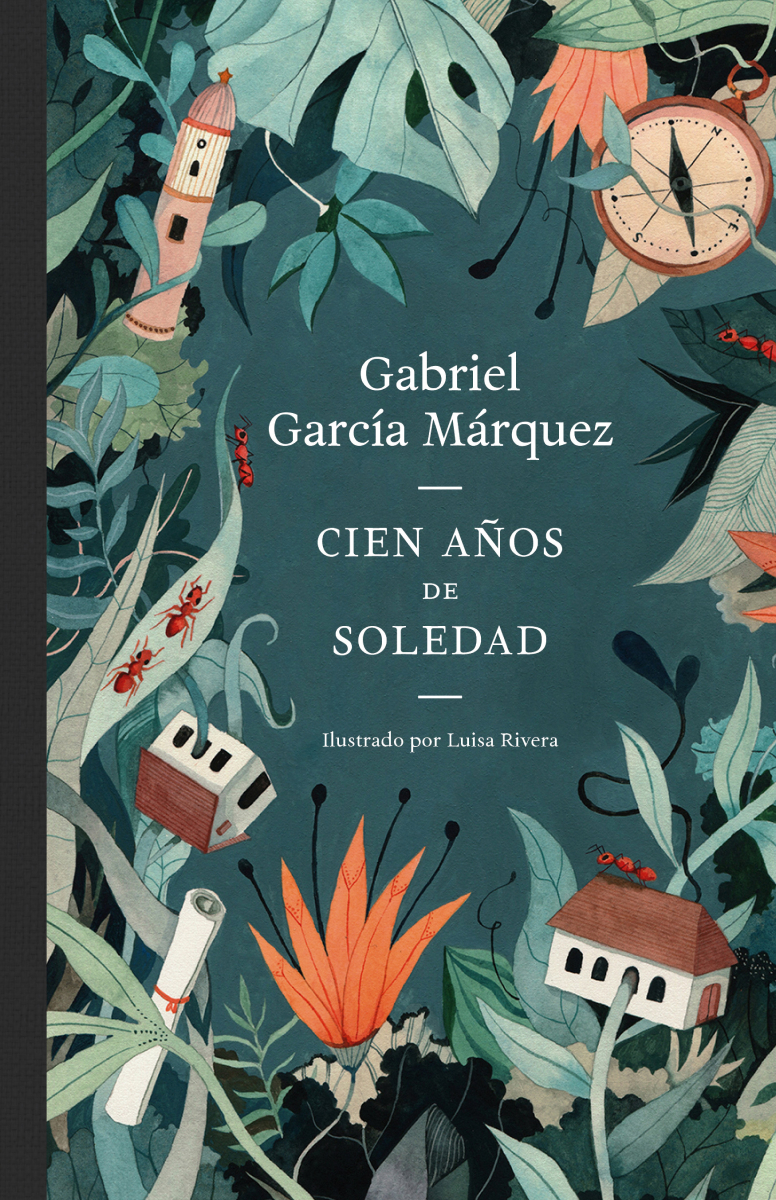 N
E
S
Gabriel
García Márquez
CIEN AÑOS
DE
SOLEDAD
Ilustrado por Luisa Rivera